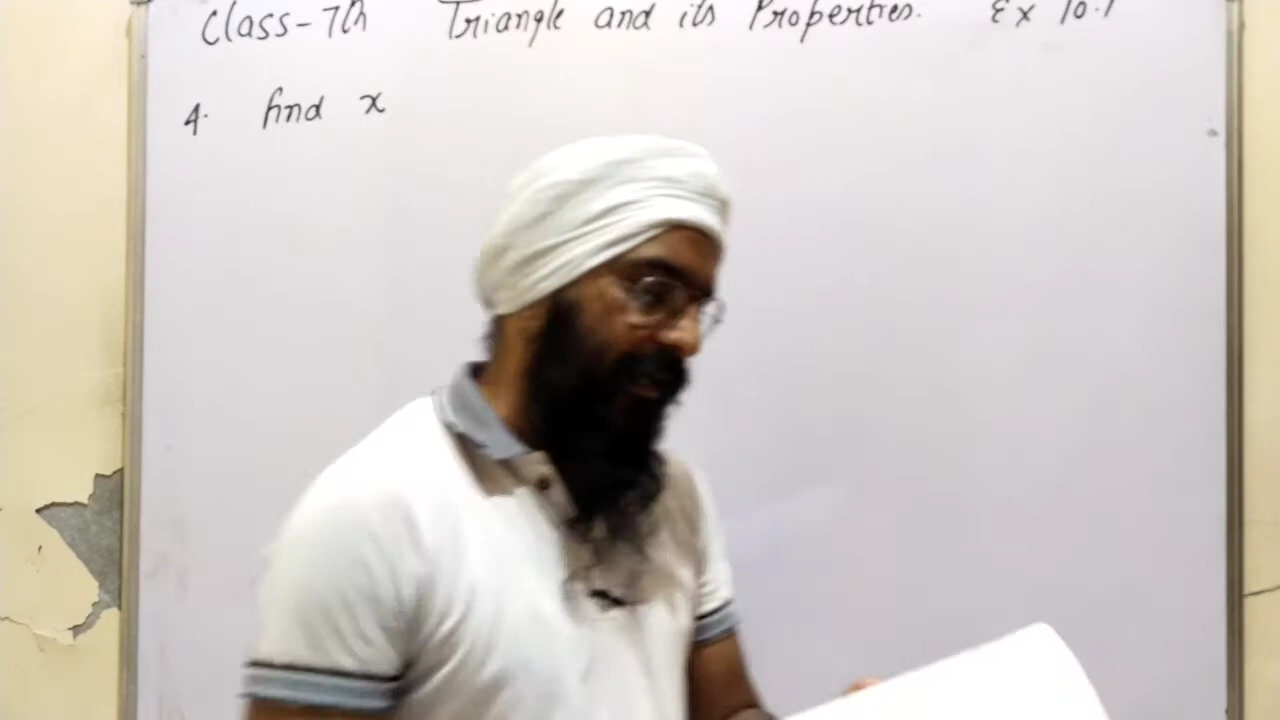 Class-7th Triangle and its Properties. Ex 10.1
4. find x